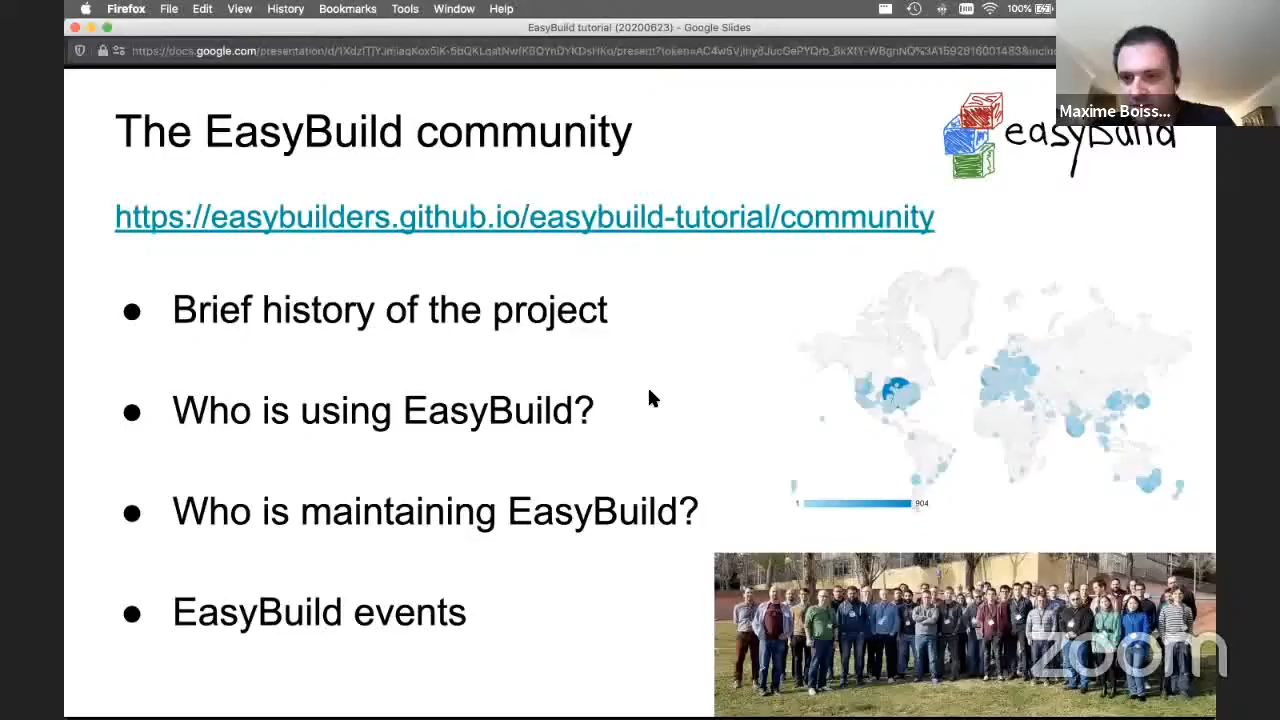 Firefox File Edit View History Bookmarks Tools Window Help 100%
EasyBuild tutorial (20200623) - Google Slides
Maxime Boiss...
The EasyBuild community
easybuild
https://easybuilders.github.io/easybuild-tutorial/community
● Brief history of the project
● Who is using EasyBuild?
1 904
● Who is maintaining EasyBuild?
● EasyBuild events
zoom